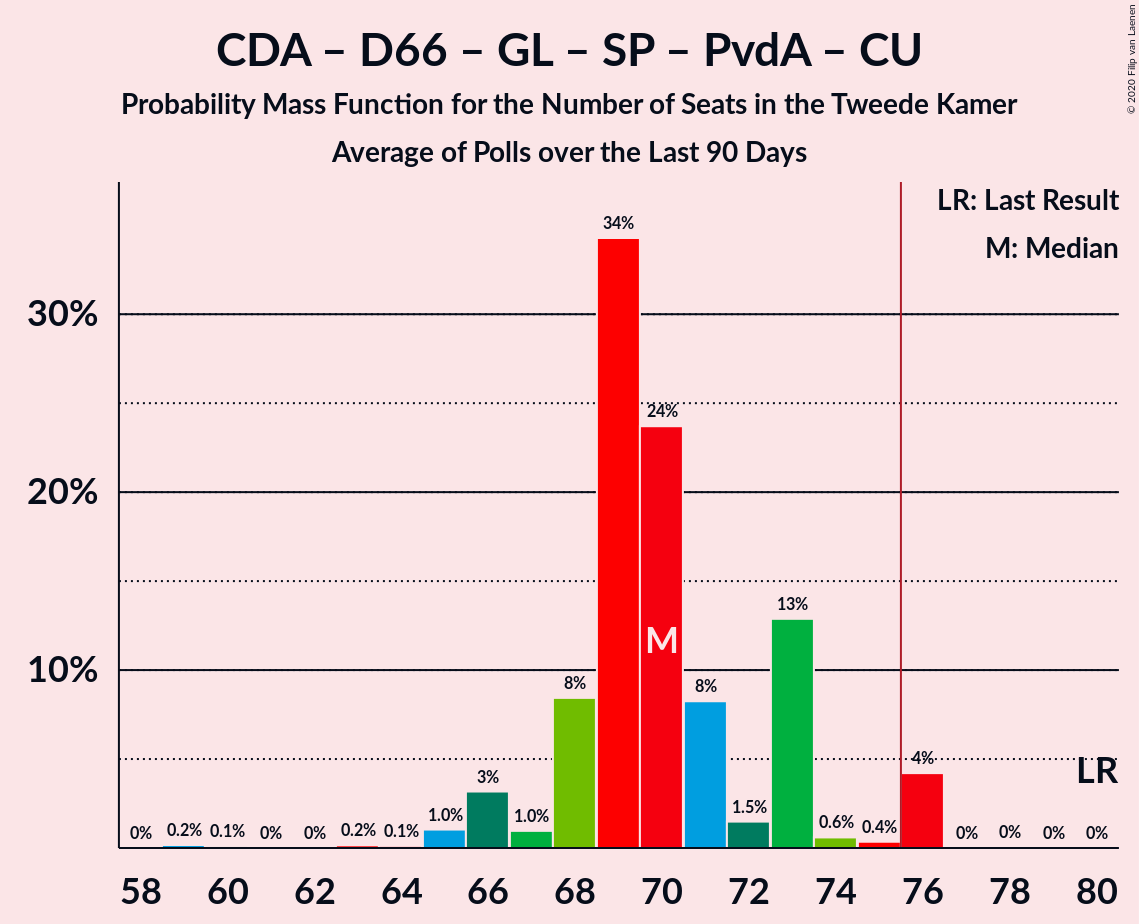 CDA – D66 – GL – SP – PvdA – CU
Probability Mass Function for the Number of Seats in the Tweede Kamer
Average of Polls over the Last 90 Days
© 2020 Filip van Laenen
LR: Last Result
M: Median
30%
20%
10%
0%
0.2%
0.1%
0%
0%
0.2%
0.1%
1.0%
3%
1.0%
8%
34%
24%
M
8%
1.5%
13%
0.6%
0.4%
4%
0%
0%
0%
0%
LR
58 60 62 64 66 68 70 72 74 76 78 80